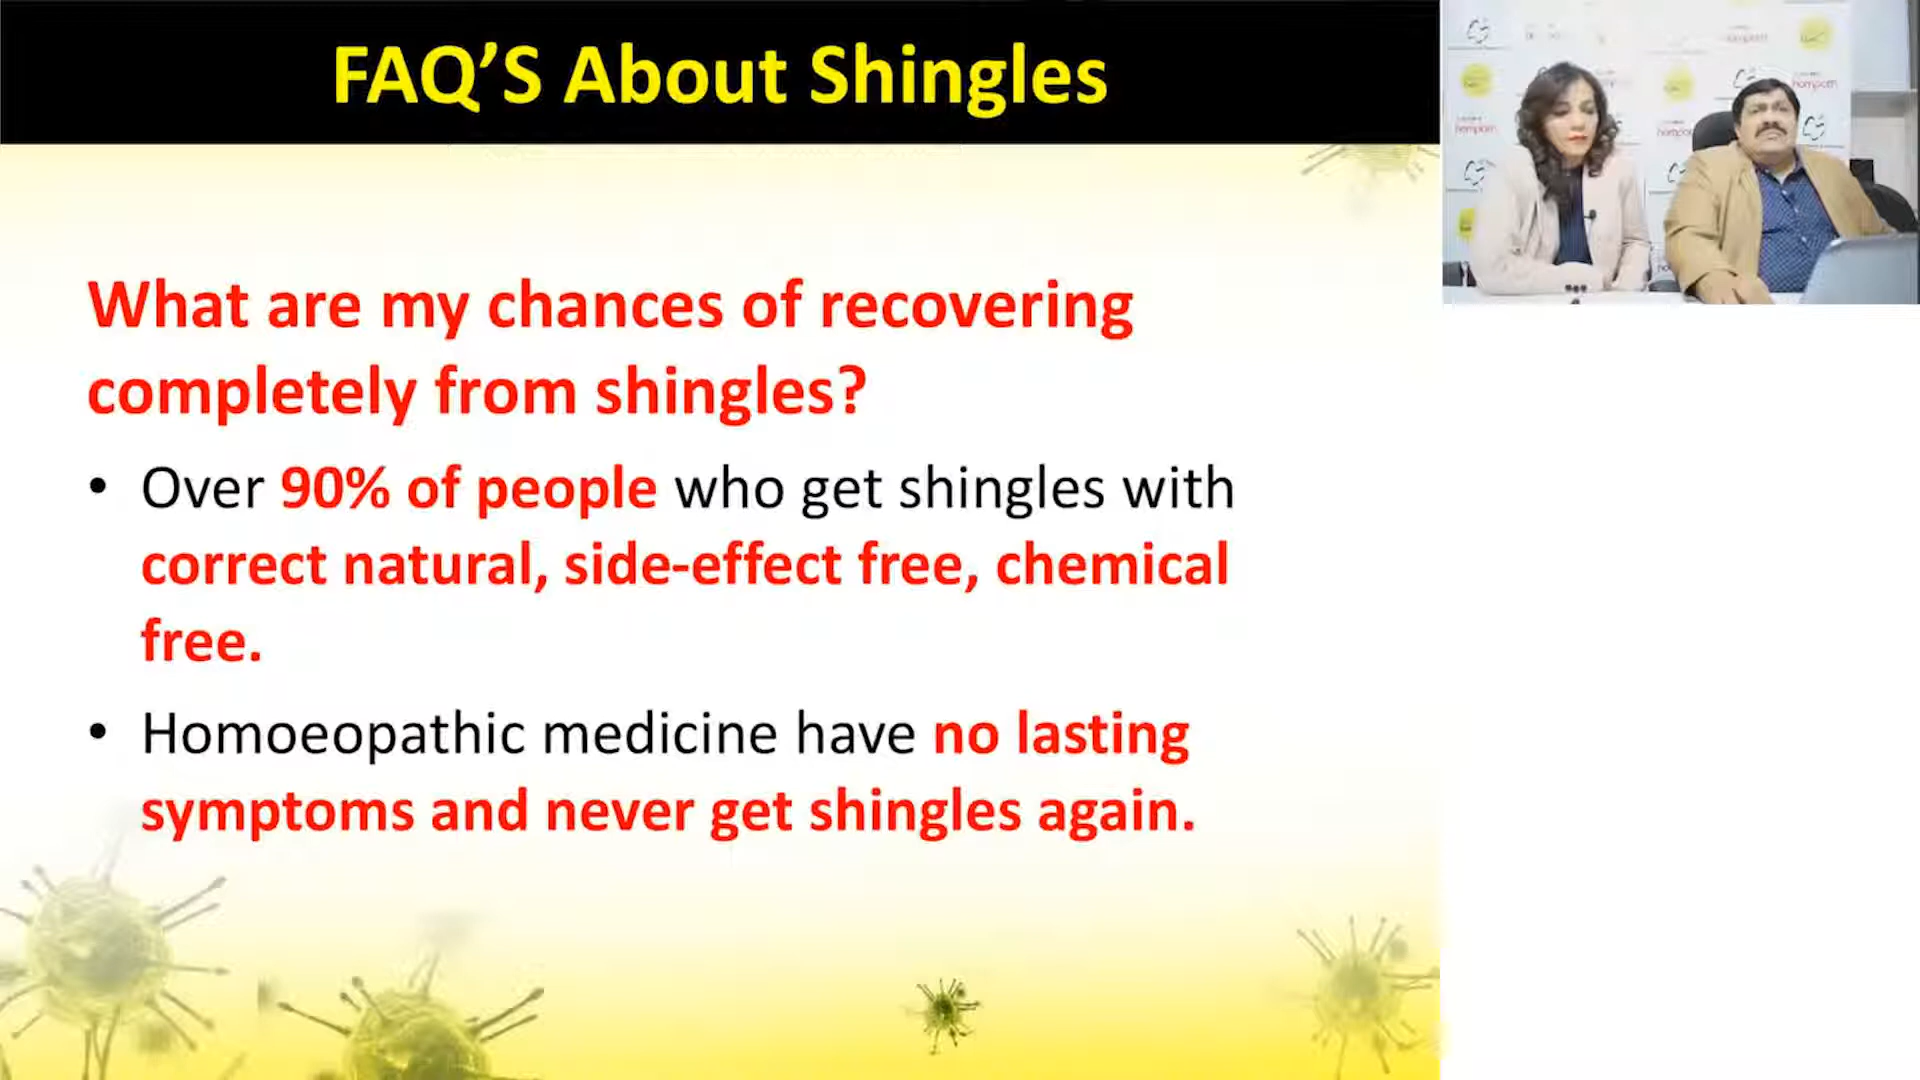 FAQ’S About Shingles
What are my chances of recovering
completely from shingles?
• Over 90% of people who get shingles with
correct natural, side-effect free, chemical
free.
• Homoeopathic medicine have no lasting
symptoms and never get shingles again.